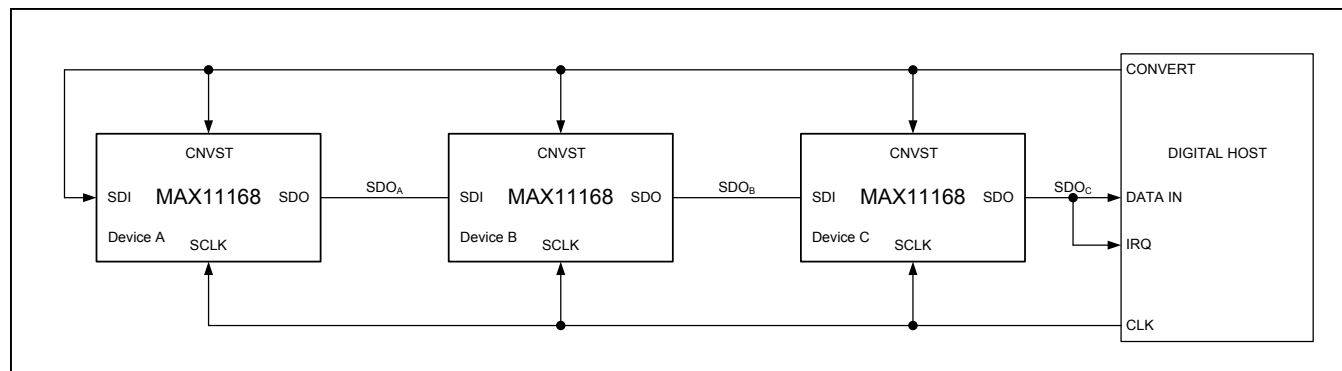 CONVERT
CNVST
CNVST
CNVST
DIGITAL HOST
SDI
MAX11168
SDO
SDOA
SDI
MAX11168
SDO
SDOB
SDI
MAX11168
SDO
SDOC
DATA IN
Device A
SCLK
Device B
SCLK
Device C
SCLK
IRQ
CLK